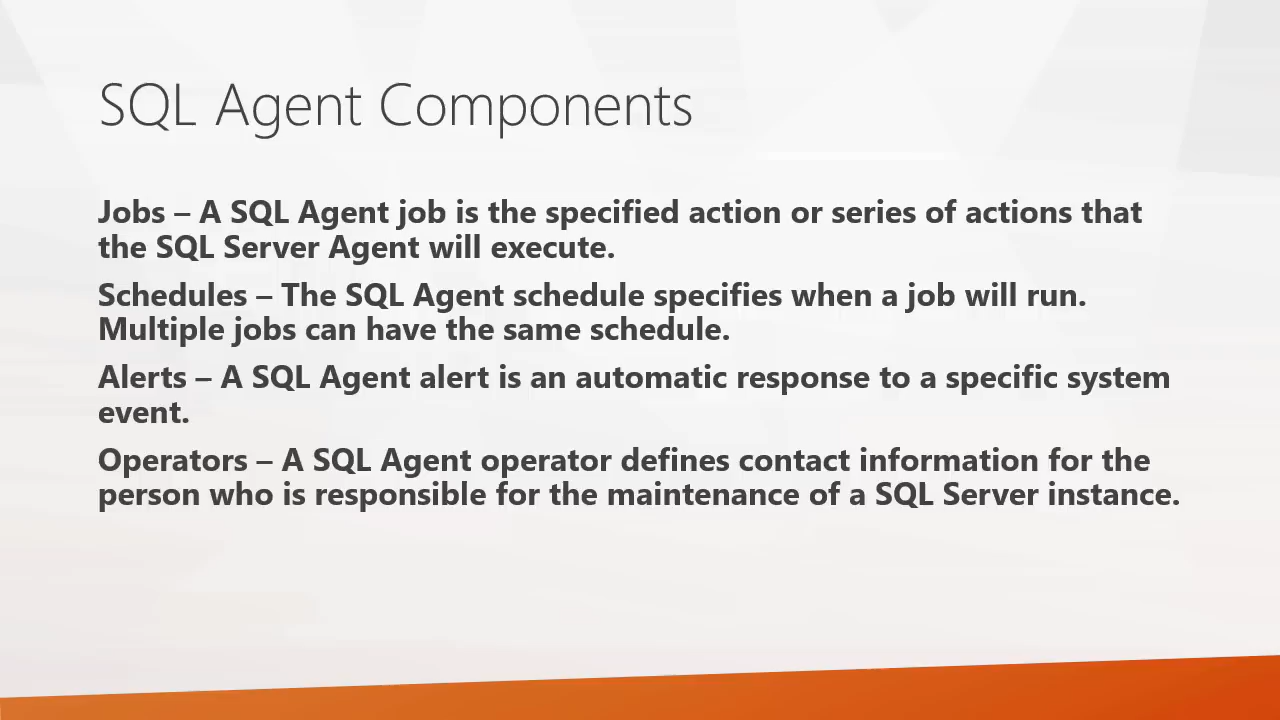 SQL Agent Components
Jobs – A SQL Agent job is the specified action or series of actions that
the SQL Server Agent will execute.
Schedules – The SQL Agent schedule specifies when a job will run.
Multiple jobs can have the same schedule.
Alerts – A SQL Agent alert is an automatic response to a specific system
event.
Operators – A SQL Agent operator defines contact information for the
person who is responsible for the maintenance of a SQL Server instance.